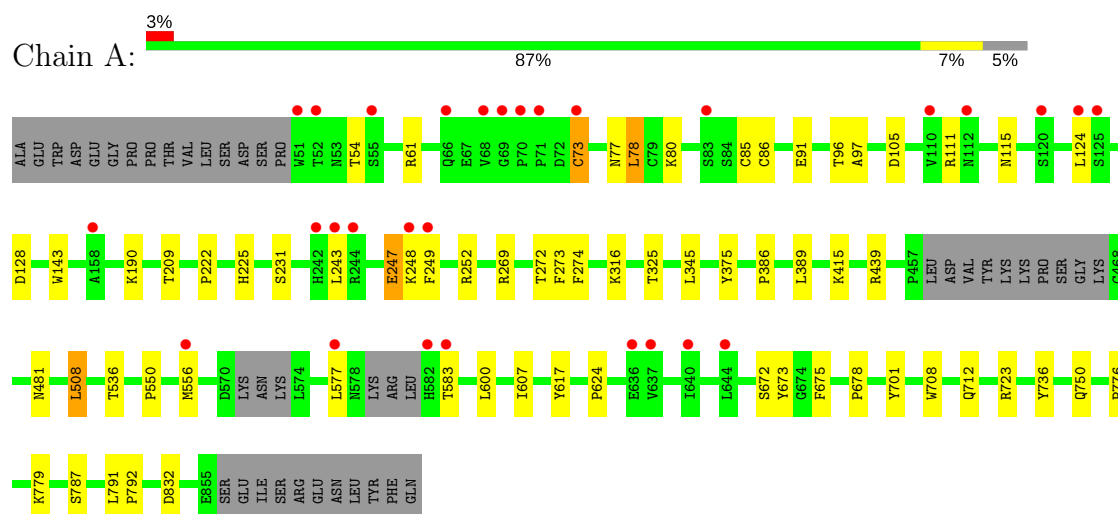 3%
Chain A:
87% 7% 5%
ALA GLU TRP ASP GLU GLY PRO PRO THR VAL LEU SER ASP SER PRO W51 T52 N53 T54 S55 R61 Q66 E67 V68 G69 P70 P71 D72 C73 N77 L78 C79 K80 S83 S84 C85 C86 E91 T96 A97 D105 V110 R111 N112 N115 S120 L124 S125
D128 W143 A158 K190 T209 P222 H225 S231 H242 L243 R244 E247 K248 F249 R252 R269 T272 F273 F274 K316 T325 L345 Y375 P386 L389 K415 R439 P457 LEU ASP VAL TYR LYS LYS PRO SER GLY LYS G468
N481 L508 T536 P550 M556 D570 LYS ASN LYS L574 L577 N578 LYS ARG LEU H582 T583 L600 I607 Y617 P624 E636 V637 I640 L644 S672 Y673 G674 F675 P678 Y701 W708 Q712 R723 Y736 Q750
K779 S787 L791 P792 D832 E855 SER GLU ILE SER ARG GLU ASN LEU TYR PHE GLN